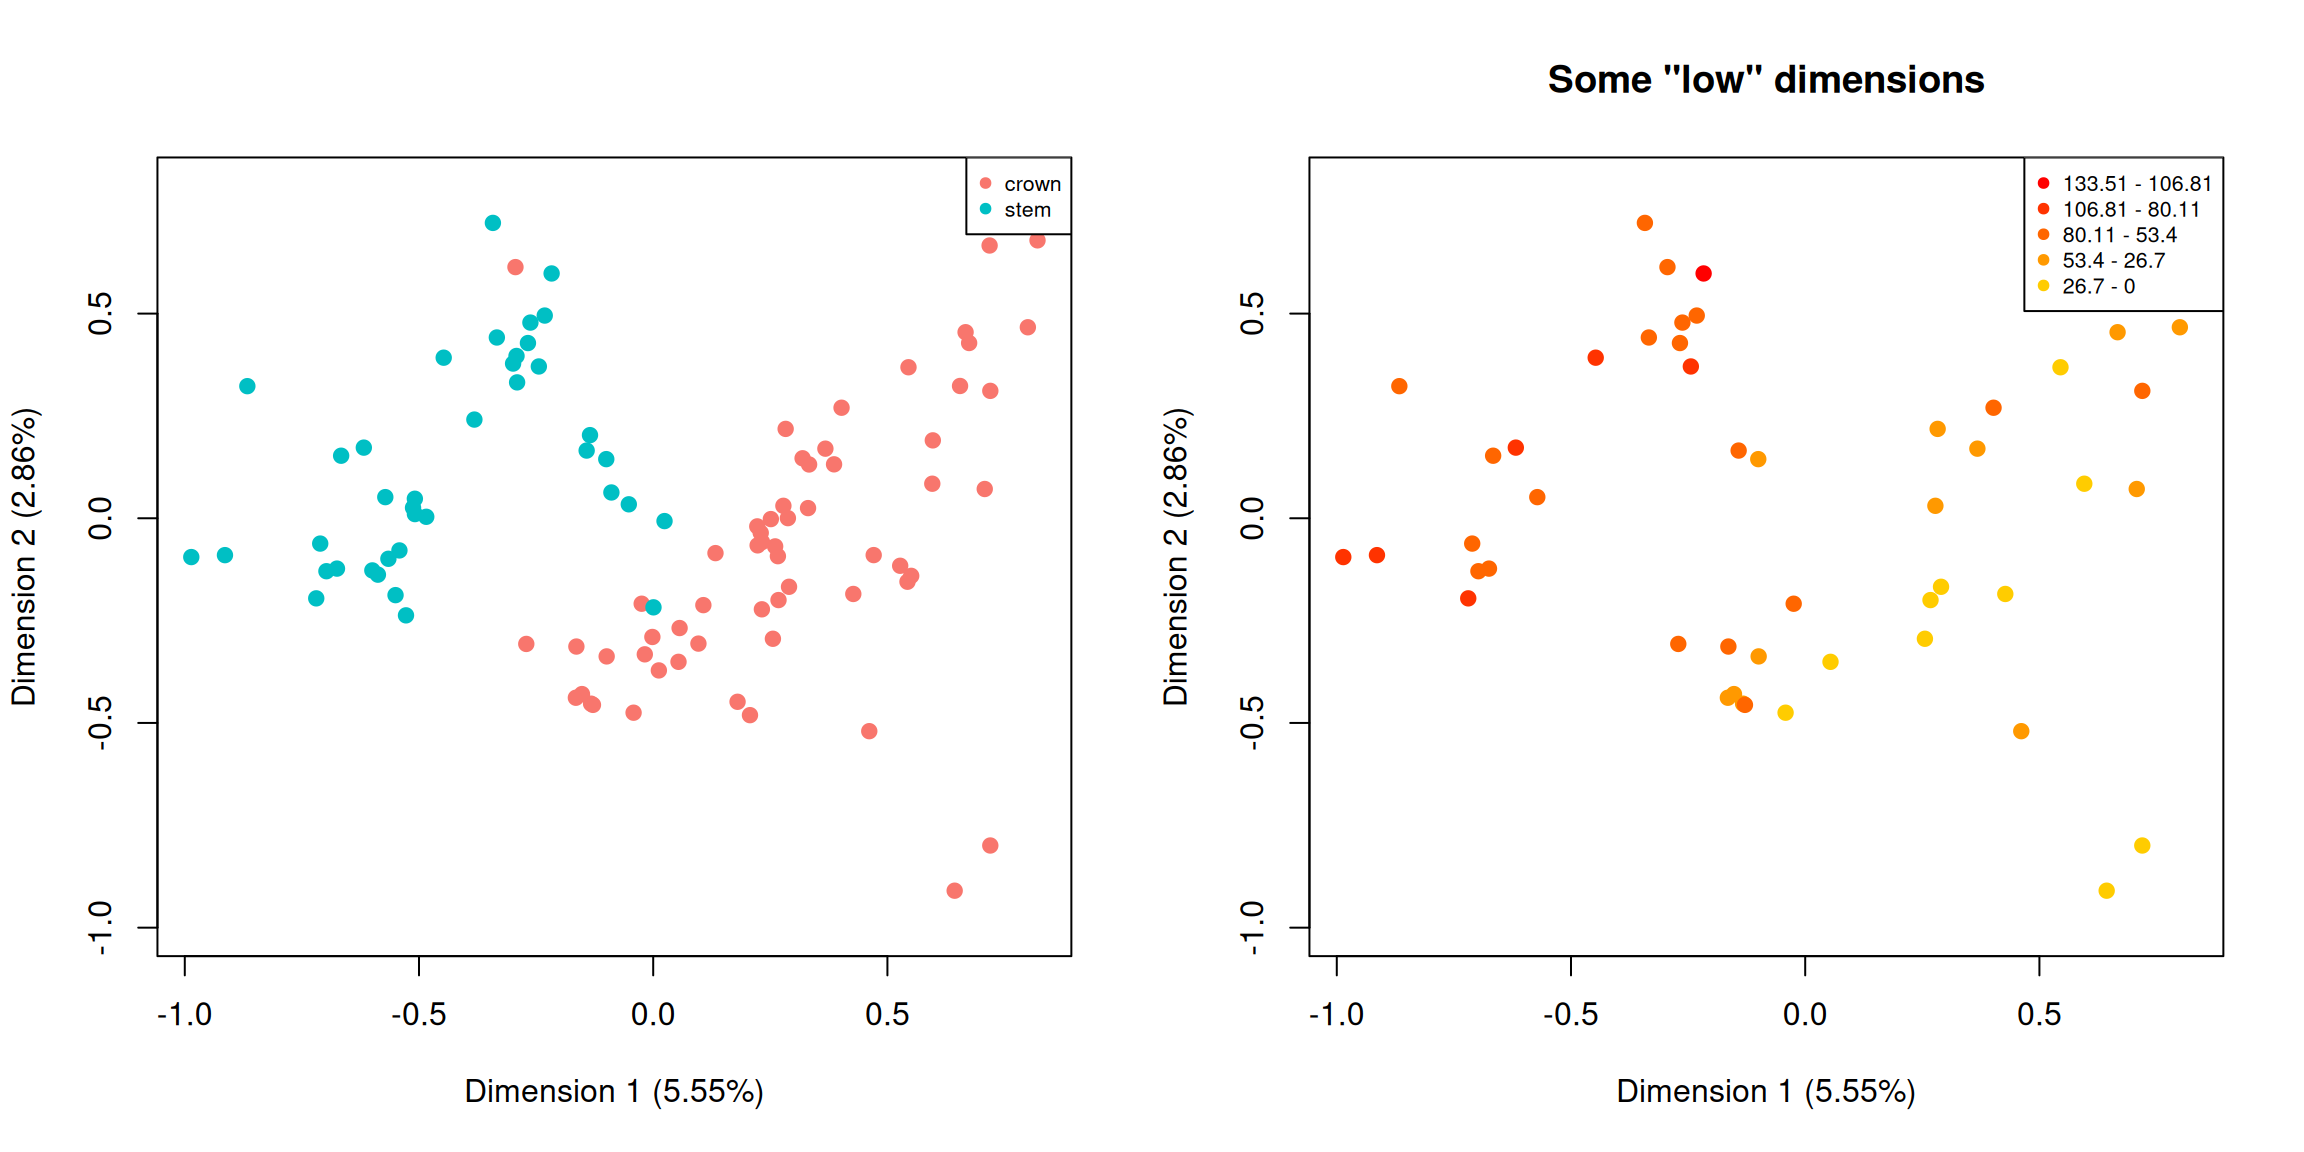 crown
stem
0.5
0.0
-0.5
-1.0
Dimension 2 (2.86%)
-1.0 -0.5 0.0 0.5
Dimension 1 (5.55%)
Some "low" dimensions
133.51 - 106.81
106.81 - 80.11
80.11 - 53.4
53.4 - 26.7
26.7 - 0
0.5
0.0
-0.5
-1.0
Dimension 2 (2.86%)
-1.0 -0.5 0.0 0.5
Dimension 1 (5.55%)